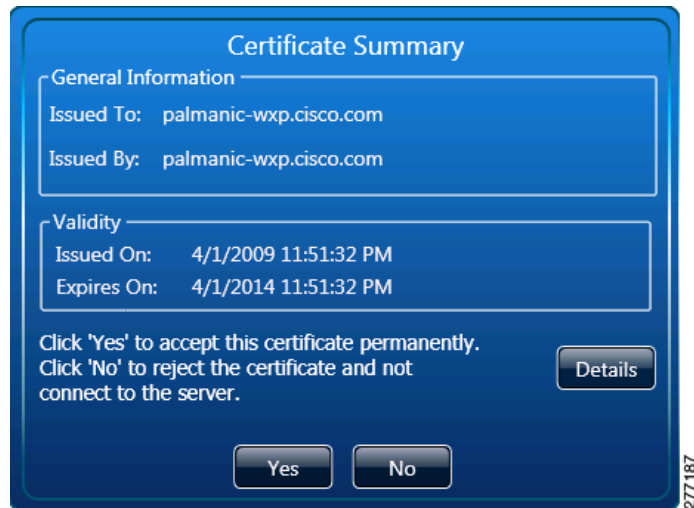 Certificate Summary
General Information
Issued To: palmanic-wxp.cisco.com
Issued By: palmanic-wxp.cisco.com
Validity
Issued On: 4/1/2009 11:51:32 PM
Expires On: 4/1/2014 11:51:32 PM
Click 'Yes' to accept this certificate permanently.
Click 'No' to reject the certificate and not
connect to the server.
Details
Yes No
277187